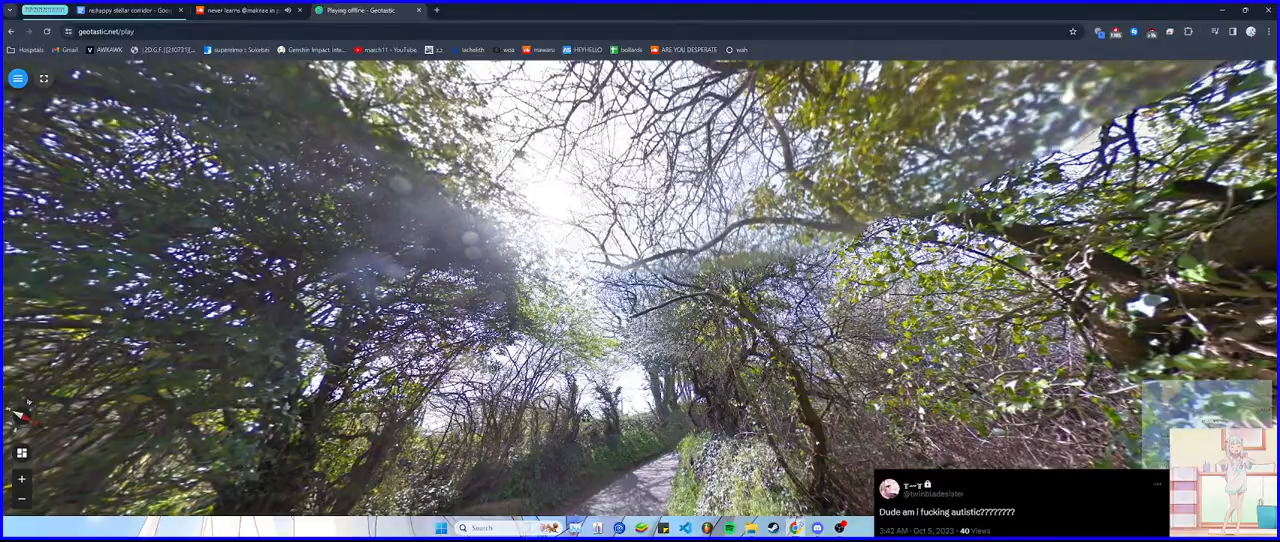 re:happy stellar corridor - Goo
never learns @maknae in
Playing offline - Geotastic
geotastic.net/play
Hospitals
Gmail
AWKAWK
superelmo :: Suketei
Genshin Impact Inte...
march11 - YouTube
z.z
lachelith
woa
mawaru
HEYHELLO
bollards
ARE YOU DESPERATE
wah
@twinbladesister
Dude am i fucking autistic????????
3:42 AM · Oct 5, 2023 · 40 Views
Search